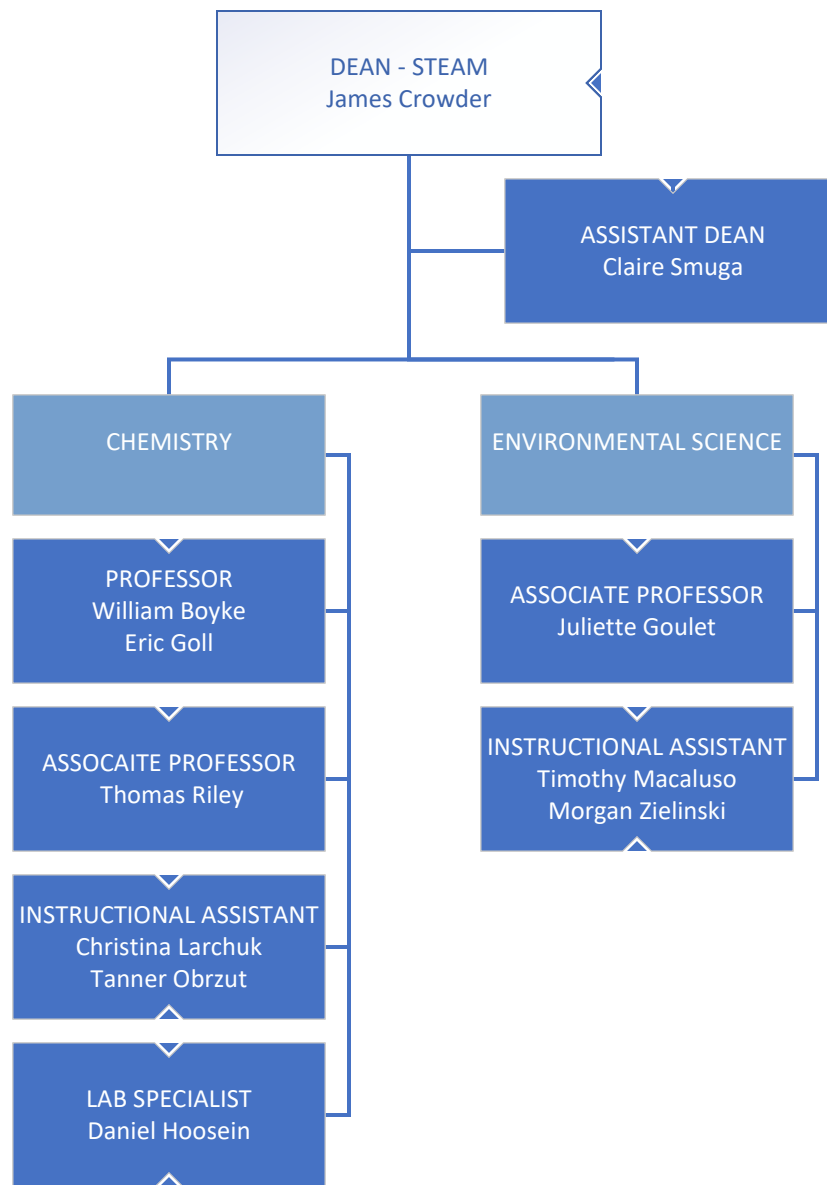 DEAN - STEAM
James Crowder
ASSISTANT DEAN
Claire Smuga
CHEMISTRY
PROFESSOR
William Boyke
Eric Goll
ASSOCAITE PROFESSOR
Thomas Riley
INSTRUCTIONAL ASSISTANT
Christina Larchuk
Tanner Obrzut
LAB SPECIALIST
Daniel Hoosein
ENVIRONMENTAL SCIENCE
ASSOCIATE PROFESSOR
Juliette Goulet
INSTRUCTIONAL ASSISTANT
Timothy Macaluso
Morgan Zielinski